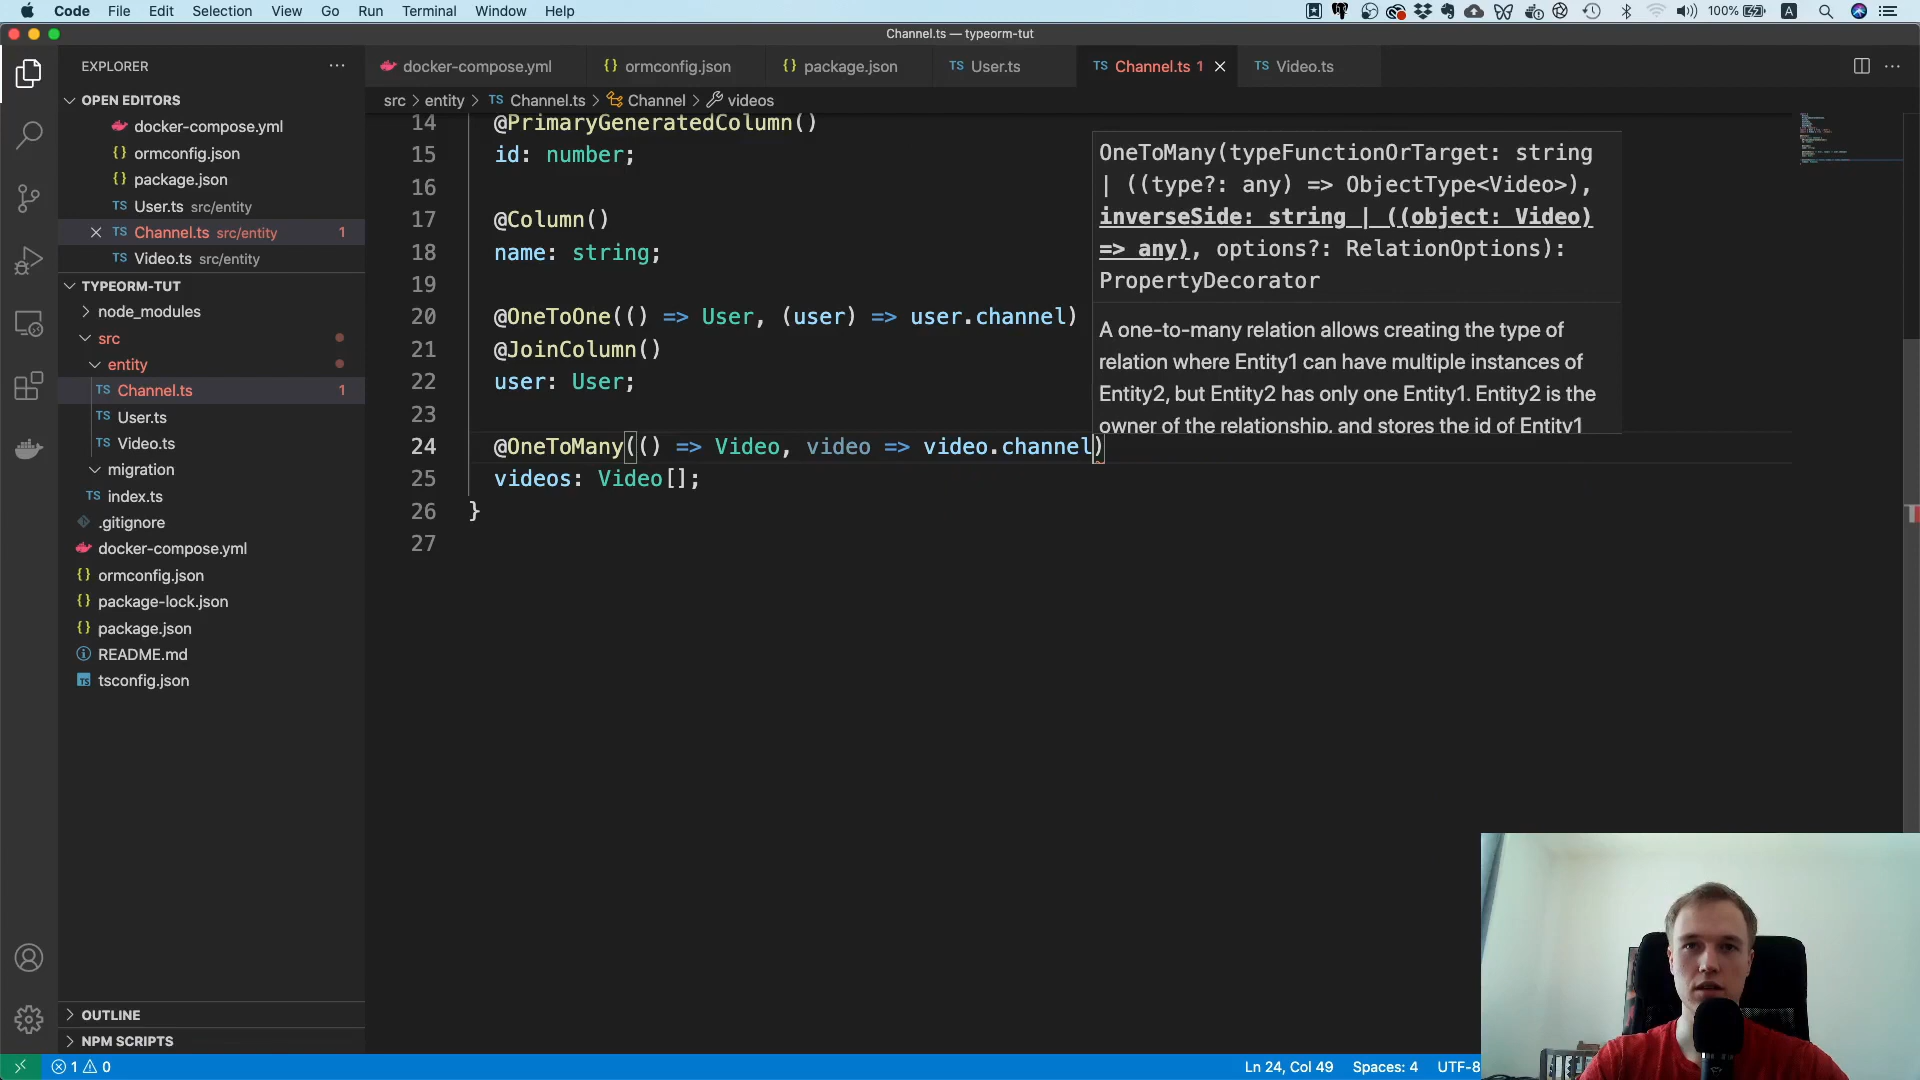 Code File Edit Selection View Go Run Terminal Window Help
100%
A
Channel.ts — typeorm-tut
EXPLORER
OPEN EDITORS
docker-compose.yml
ormconfig.json
package.json
User.ts src/entity
Channel.ts src/entity 1
Video.ts src/entity
TYPEORM-TUT
node_modules
src
entity
Channel.ts 1
User.ts
Video.ts
migration
index.ts
.gitignore
docker-compose.yml
ormconfig.json
package-lock.json
package.json
README.md
tsconfig.json
OUTLINE
NPM SCRIPTS
docker-compose.yml ormconfig.json package.json TS User.ts TS Channel.ts 1 TS Video.ts
src > entity > TS Channel.ts > Channel > videos
14 @PrimaryGeneratedColumn()
15 id: number;
16
17 @Column()
18 name: string;
19
20 @OneToOne(() => User, (user) => user.channel)
21 @JoinColumn()
22 user: User;
23
24 @OneToMany(() => Video, video => video.channel)
25 videos: Video[];
26 }
27
OneToMany(typeFunctionOrTarget: string
| ((type?: any) => ObjectType<Video>),
inverseSide: string | ((object: Video)
=> any), options?: RelationOptions):
PropertyDecorator
A one-to-many relation allows creating the type of
relation where Entity1 can have multiple instances of
Entity2, but Entity2 has only one Entity1. Entity2 is the
owner of the relationship, and stores the id of Entity1
1 0
Ln 24, Col 49 Spaces: 4 UTF-8